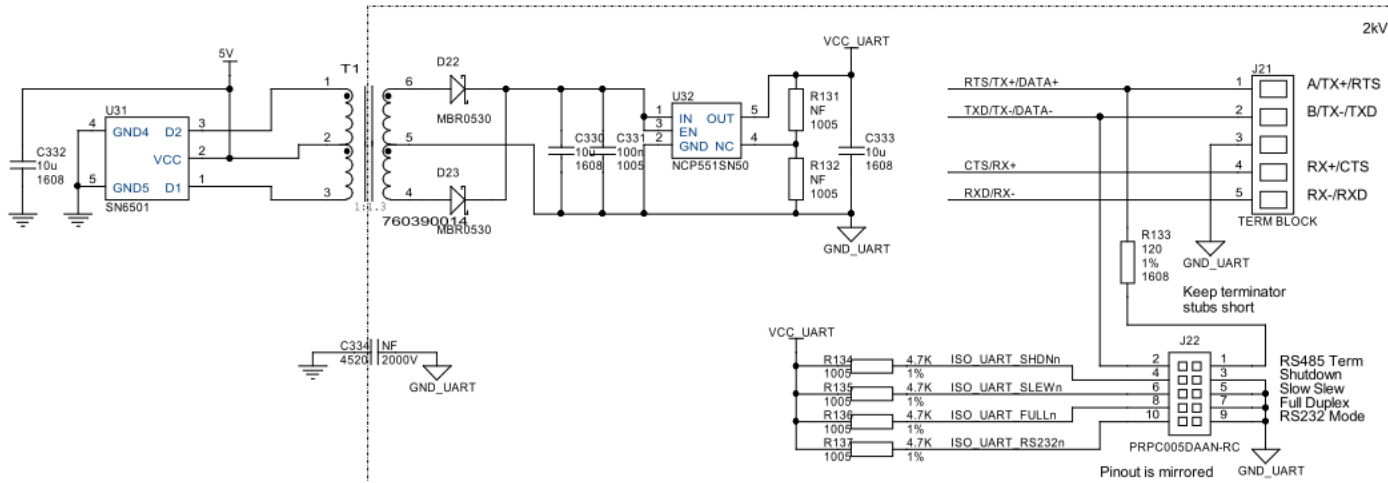 2kV
5V
T1
U31
4
GND4
D2
3
VCC
2
5
GND5
D1
1
SN6501
C332
10u
1608
1
2
3
6
5
4
1:1.3
760390014
D22
MBR0530
D23
MBR0530
C330
10u
1608
C331
100n
1005
U32
1
3
2
IN OUT
EN
GND NC
5
4
NCP551SN50
VCC_UART
R131
NF
1005
R132
NF
1005
C333
10u
1608
GND_UART
RTS/TX+/DATA+
TXD/TX-/DATA-
CTS/RX+
RXD/RX-
J21
1
2
3
4
5
A/TX+/RTS
B/TX-/TXD
RX+/CTS
RX-/RXD
TERM BLOCK
GND_UART
R133
120
1%
1608
Keep terminator
stubs short
C334
4520
NF
2000V
GND_UART
VCC_UART
R134
1005
4.7K
1%
ISO_UART_SHDNn
R135
1005
4.7K
1%
ISO_UART_SLEWn
R136
1005
4.7K
1%
ISO_UART_FULLn
R137
1005
4.7K
1%
ISO_UART_RS232n
J22
2
4
6
8
10
1
3
5
7
9
RS485 Term
Shutdown
Slow Slew
Full Duplex
RS232 Mode
PRPC005DAAN-RC
GND_UART
Pinout is mirrored